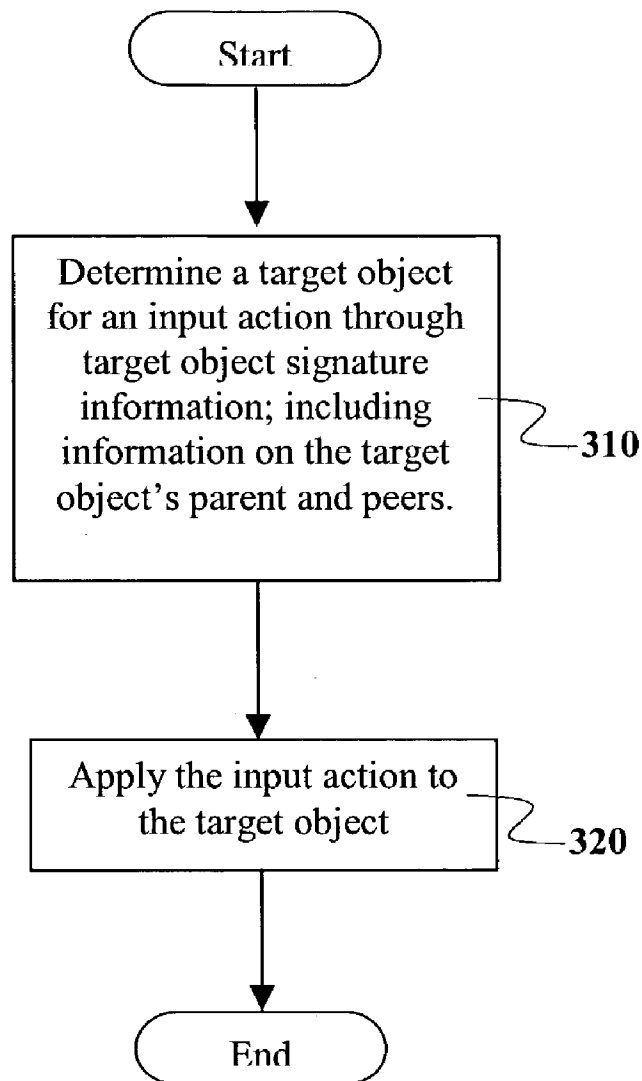 Start
Determine a target object
for an input action through
target object signature
information; including
information on the target
object's parent and peers.
310
Apply the input action to
the target object
320
End